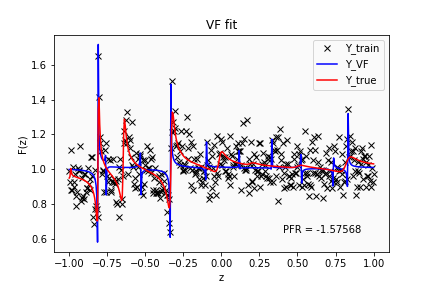 VF fit
Y_train
Y_VF
Y_true
F(z)
1.6
1.4
1.2
1.0
0.8
0.6
PFR = -1.57568
−1.00 −0.75 −0.50 −0.25 0.00 0.25 0.50 0.75 1.00
z